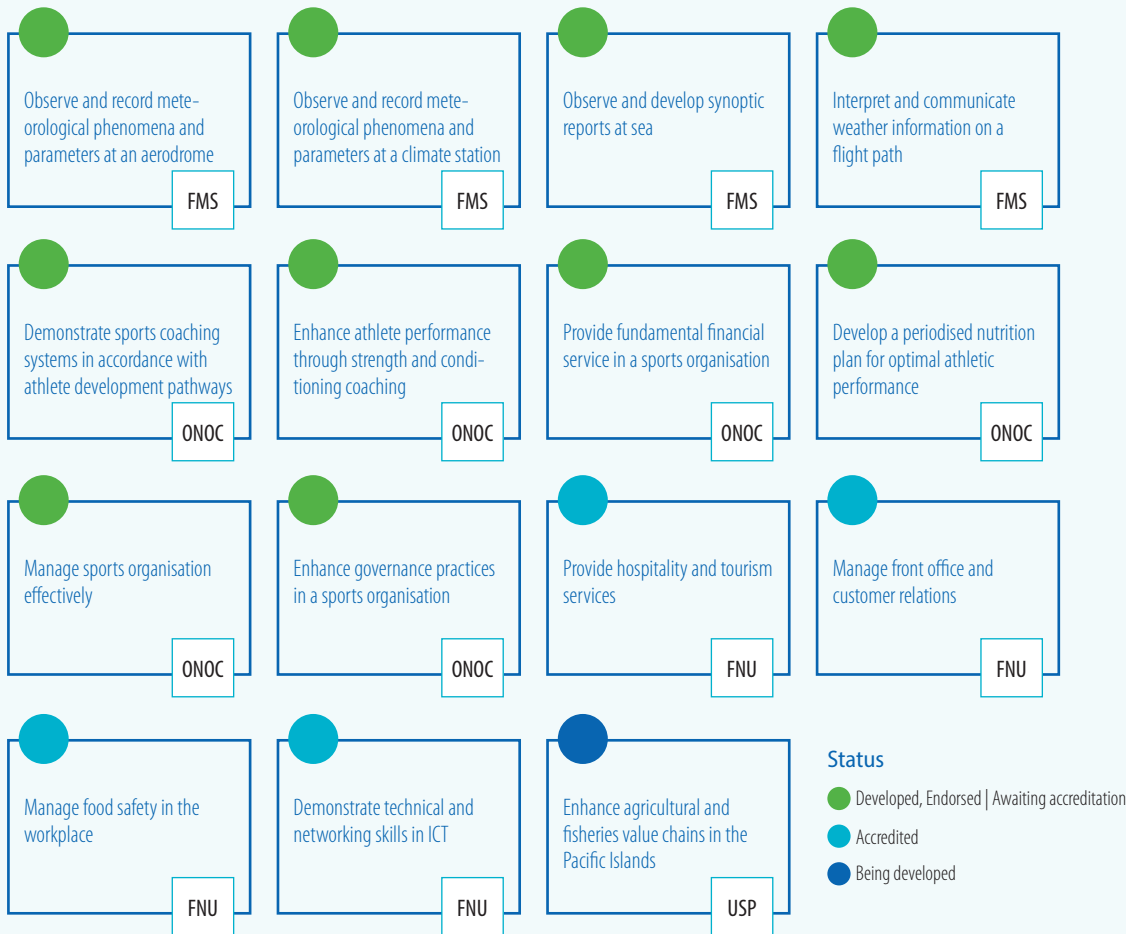 Observe and record mete-
orological phenomena and
parameters at an aerodrome
FMS
Observe and record mete-
orological phenomena and
parameters at a climate station
FMS
Observe and develop synoptic
reports at sea
FMS
Interpret and communicate
weather information on a
flight path
FMS
Demonstrate sports coaching
systems in accordance with
athlete development pathways
ONOC
Enhance athlete performance
through strength and condi-
tioning coaching
ONOC
Provide fundamental financial
service in a sports organisation
ONOC
Develop a periodised nutrition
plan for optimal athletic
performance
ONOC
Manage sports organisation
effectively
ONOC
Enhance governance practices
in a sports organisation
ONOC
Provide hospitality and tourism
services
FNU
Manage front office and
customer relations
FNU
Manage food safety in the
workplace
FNU
Demonstrate technical and
networking skills in ICT
FNU
Enhance agricultural and
fisheries value chains in the
Pacific Islands
USP
Status
Developed, Endorsed | Awaiting accreditation
Accredited
Being developed